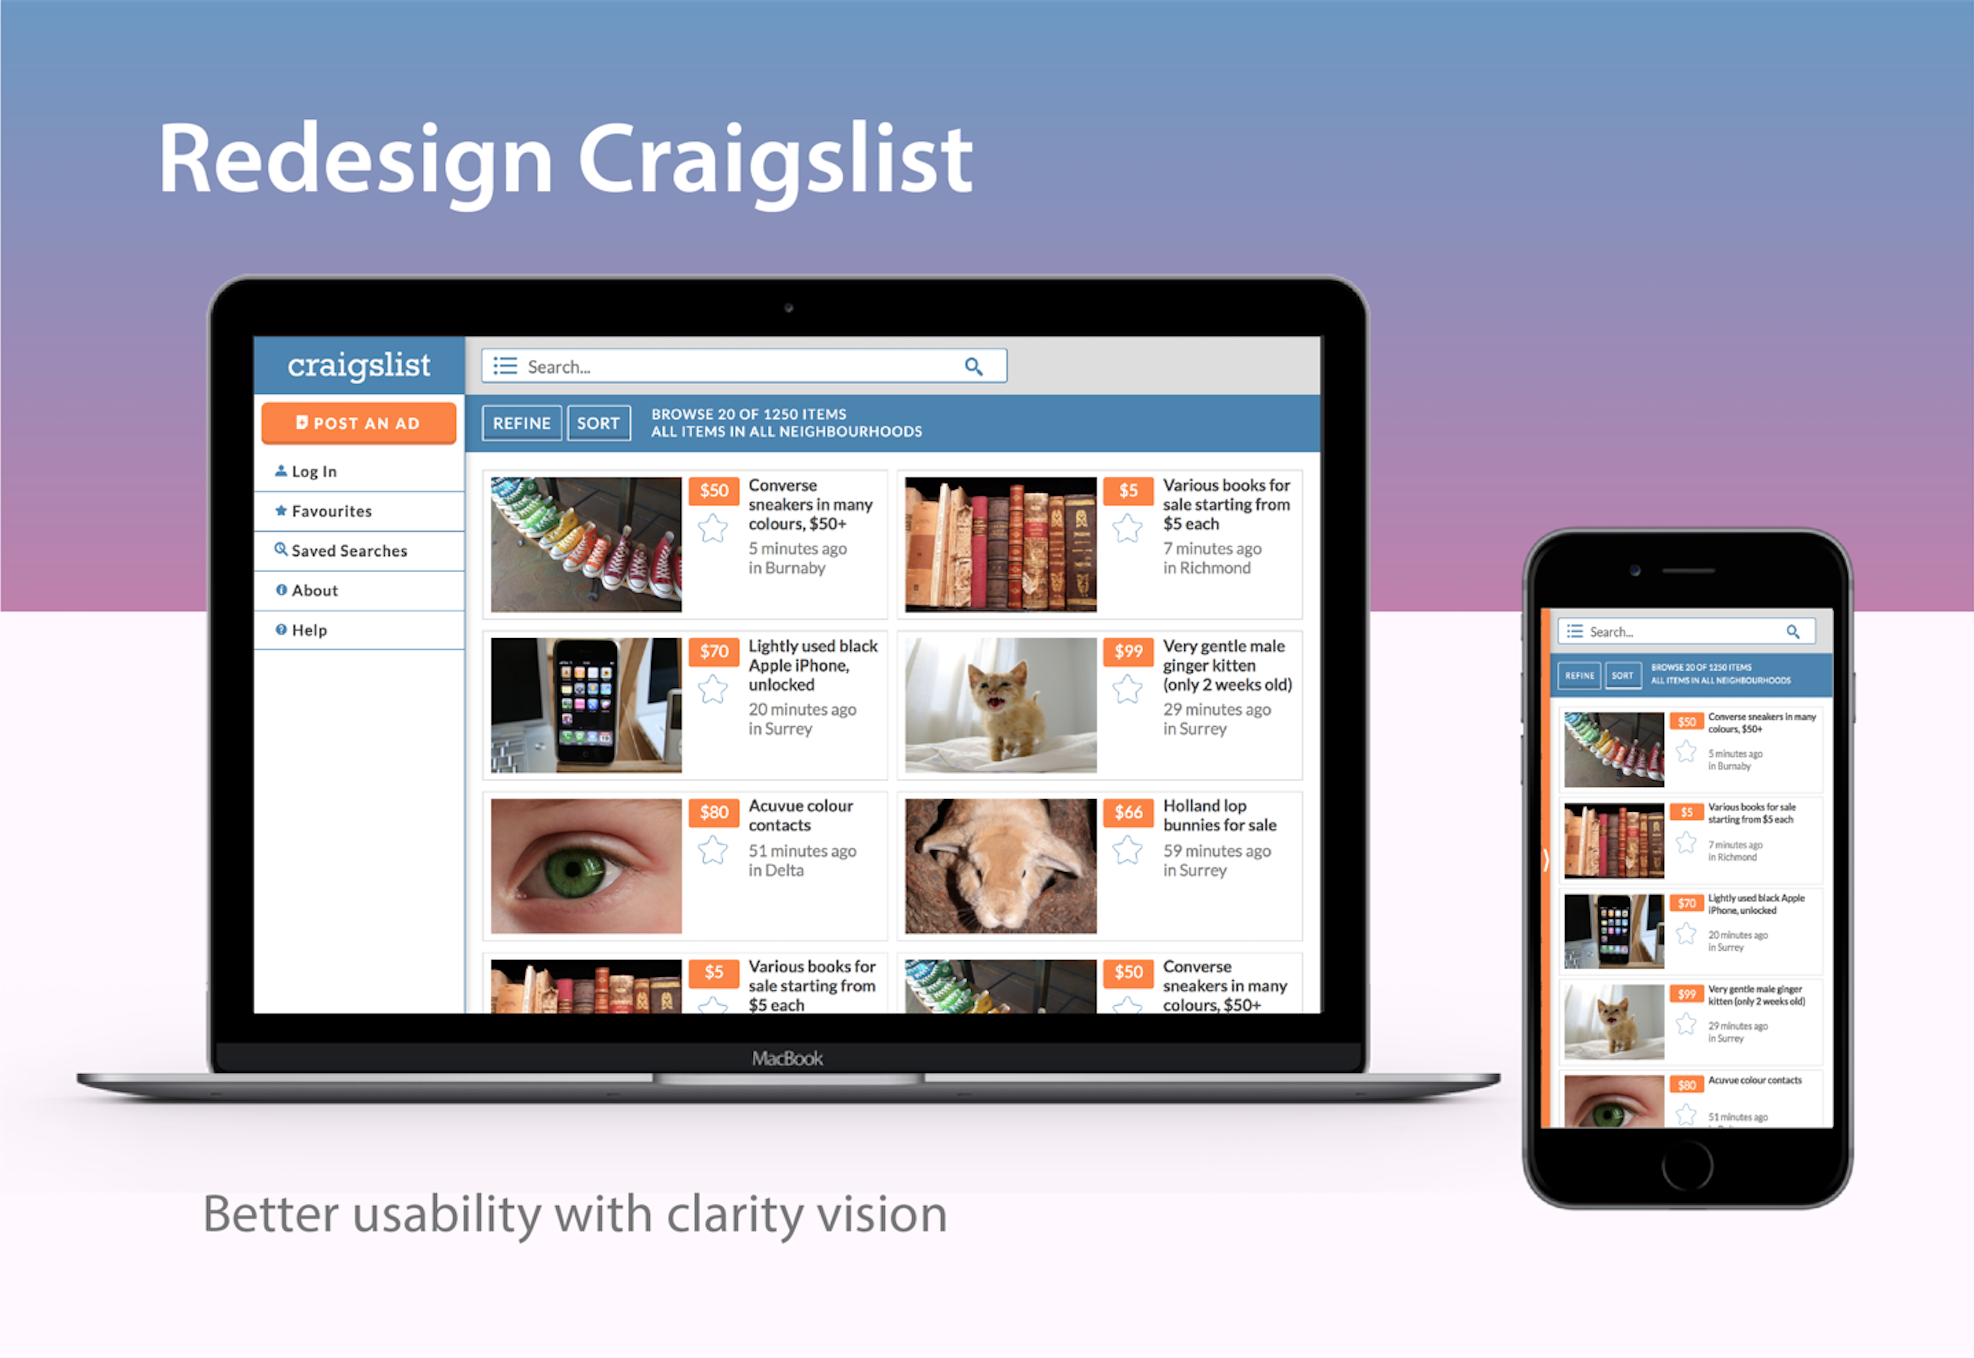 Redesign Craigslist
craigslist
Search...
POST AN AD
REFINE
SORT
BROWSE 20 OF 1250 ITEMS
ALL ITEMS IN ALL NEIGHBOURHOODS
Log In
Favourites
Saved Searches
About
Help
$50
Converse
sneakers in many
colours, $50+
5 minutes ago
in Burnaby
$5
Various books for
sale starting from
$5 each
7 minutes ago
in Richmond
$70
Lightly used black
Apple iPhone,
unlocked
20 minutes ago
in Surrey
$99
Very gentle male
ginger kitten
(only 2 weeks old)
29 minutes ago
in Surrey
$80
Acuvue colour
contacts
51 minutes ago
in Delta
$66
Holland lop
bunnies for sale
59 minutes ago
in Surrey
$5
Various books for
sale starting from
$5 each
$50
Converse
sneakers in many
colours, $50+
MacBook
Search...
REFINE
SORT
BROWSE 20 OF 1250 ITEMS
ALL ITEMS IN ALL NEIGHBOURHOODS
$50
Converse sneakers in many
colours, $50+
5 minutes ago
in Burnaby
$5
Various books for sale
starting from $5 each
7 minutes ago
in Richmond
$70
Lightly used black Apple
iPhone, unlocked
20 minutes ago
in Surrey
$99
Very gentle male ginger
kitten (only 2 weeks old)
29 minutes ago
in Surrey
$80
Acuvue colour contacts
51 minutes ago
Better usability with clarity vision